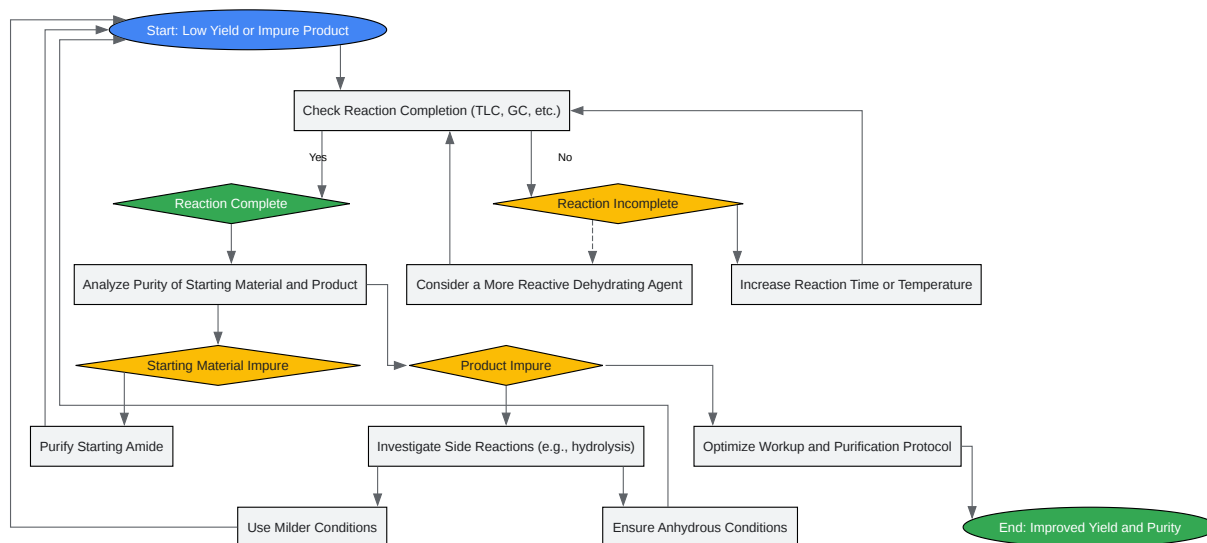 Start: Low Yield or Impure Product
Check Reaction Completion (TLC, GC, etc.)
Yes
No
Reaction Complete
Reaction Incomplete
Analyze Purity of Starting Material and Product
Consider a More Reactive Dehydrating Agent
Increase Reaction Time or Temperature
Starting Material Impure
Product Impure
Purify Starting Amide
Investigate Side Reactions (e.g., hydrolysis)
Optimize Workup and Purification Protocol
Use Milder Conditions
Ensure Anhydrous Conditions
End: Improved Yield and Purity